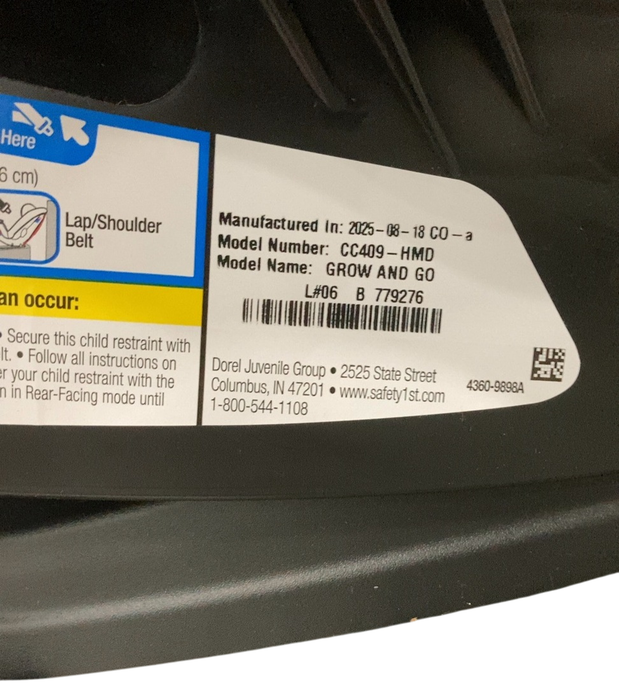 Here
6 cm)
Lap/Shoulder
Belt
an occur:
• Secure this child restraint with
lt. • Follow all instructions on
r your child restraint with the
n in Rear-Facing mode until
Manufactured In: 2025-08-18 CO-a
Model Number: CC409-HMD
Model Name: GROW AND GO
L#06 B 779276
Dorel Juvenile Group • 2525 State Street
Columbus, IN 47201 • www.safety1st.com
1-800-544-1108
4360-9898A